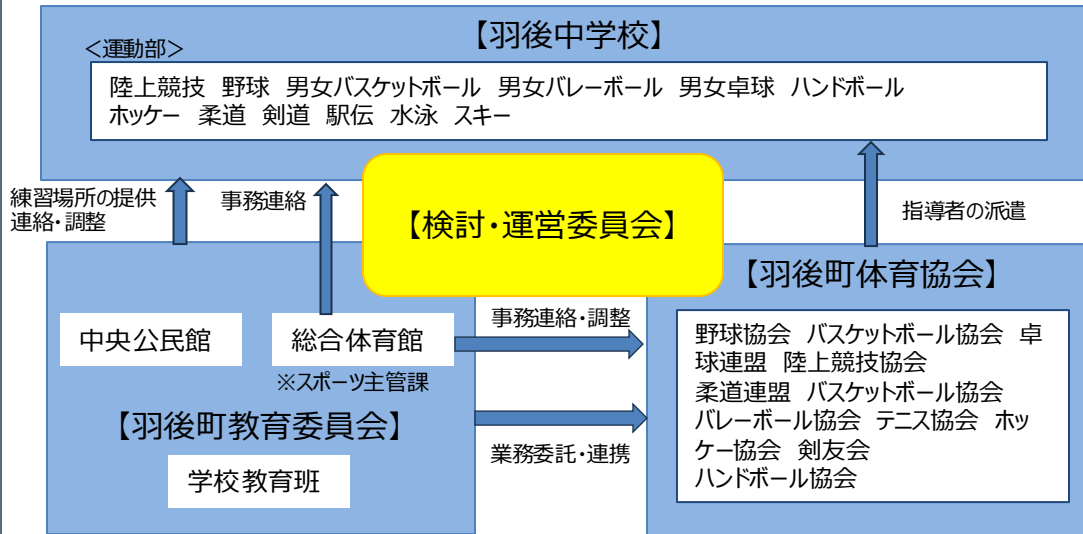 【羽後中学校】
＜運動部＞
陸上競技 野球 男女バスケットボール 男女バレーボール 男女卓球 ハンドボール
ホッケー 柔道 剣道 駅伝 水泳 スキー
練習場所の提供
連絡・調整
事務連絡
【検討・運営委員会】
指導者の派遣
中央公民館
総合体育館
※スポーツ主管課
【羽後町教育委員会】
学校教育班
事務連絡・調整
業務委託・連携
【羽後町体育協会】
野球協会 バスケットボール協会 卓
球連盟 陸上競技協会
柔道連盟 バスケットボール協会
バレーボール協会 テニス協会 ホッ
ケー協会 剣友会
ハンドボール協会